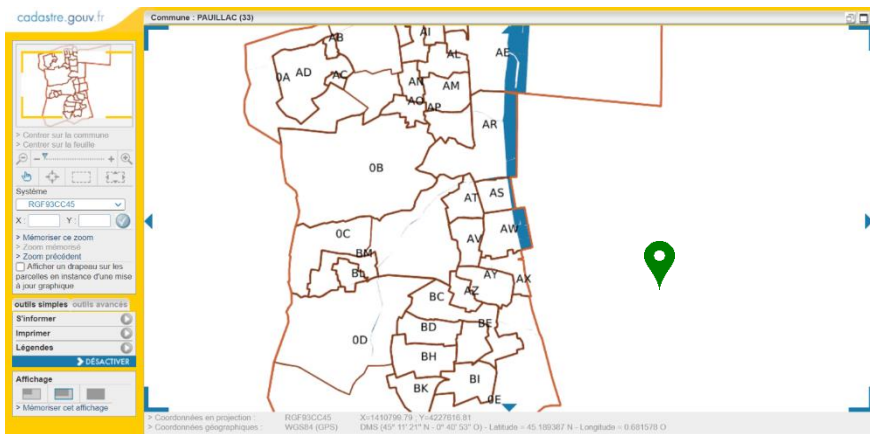 cadastre.gouv.fr
Commune : PAUILLAC (33)
> Centrer sur la commune
> Centrer sur la feuille
- +
Système
RGF93CC45
X : Y :
> Mémoriser ce zoom
> Zoom mémorisé
> Zoom précédent
Afficher un drapeau sur les
parcelles en instance d'une mise
à jour graphique
outils simples outils avancés
S'informer
Imprimer
Légendes
> DÉSACTIVER
Affichage
> Mémoriser cet affichage
AB
AI
AL
AE
0A
AD
AC
AN
AM
AO
AP
AR
0B
AT
AS
0C
AV
AW
BM
BL
AY
AX
AZ
BC
BD
BE
0D
BH
BK
BI
0E
> Coordonnées en projection : RGF93CC45 X=1410799.79 ; Y=4227616.81
> Coordonnées géographiques : WGS84 (GPS) DMS (45° 11' 21" N - 0° 40' 53" O) - Latitude = 45.189387 N - Longitude = 0.681578 O